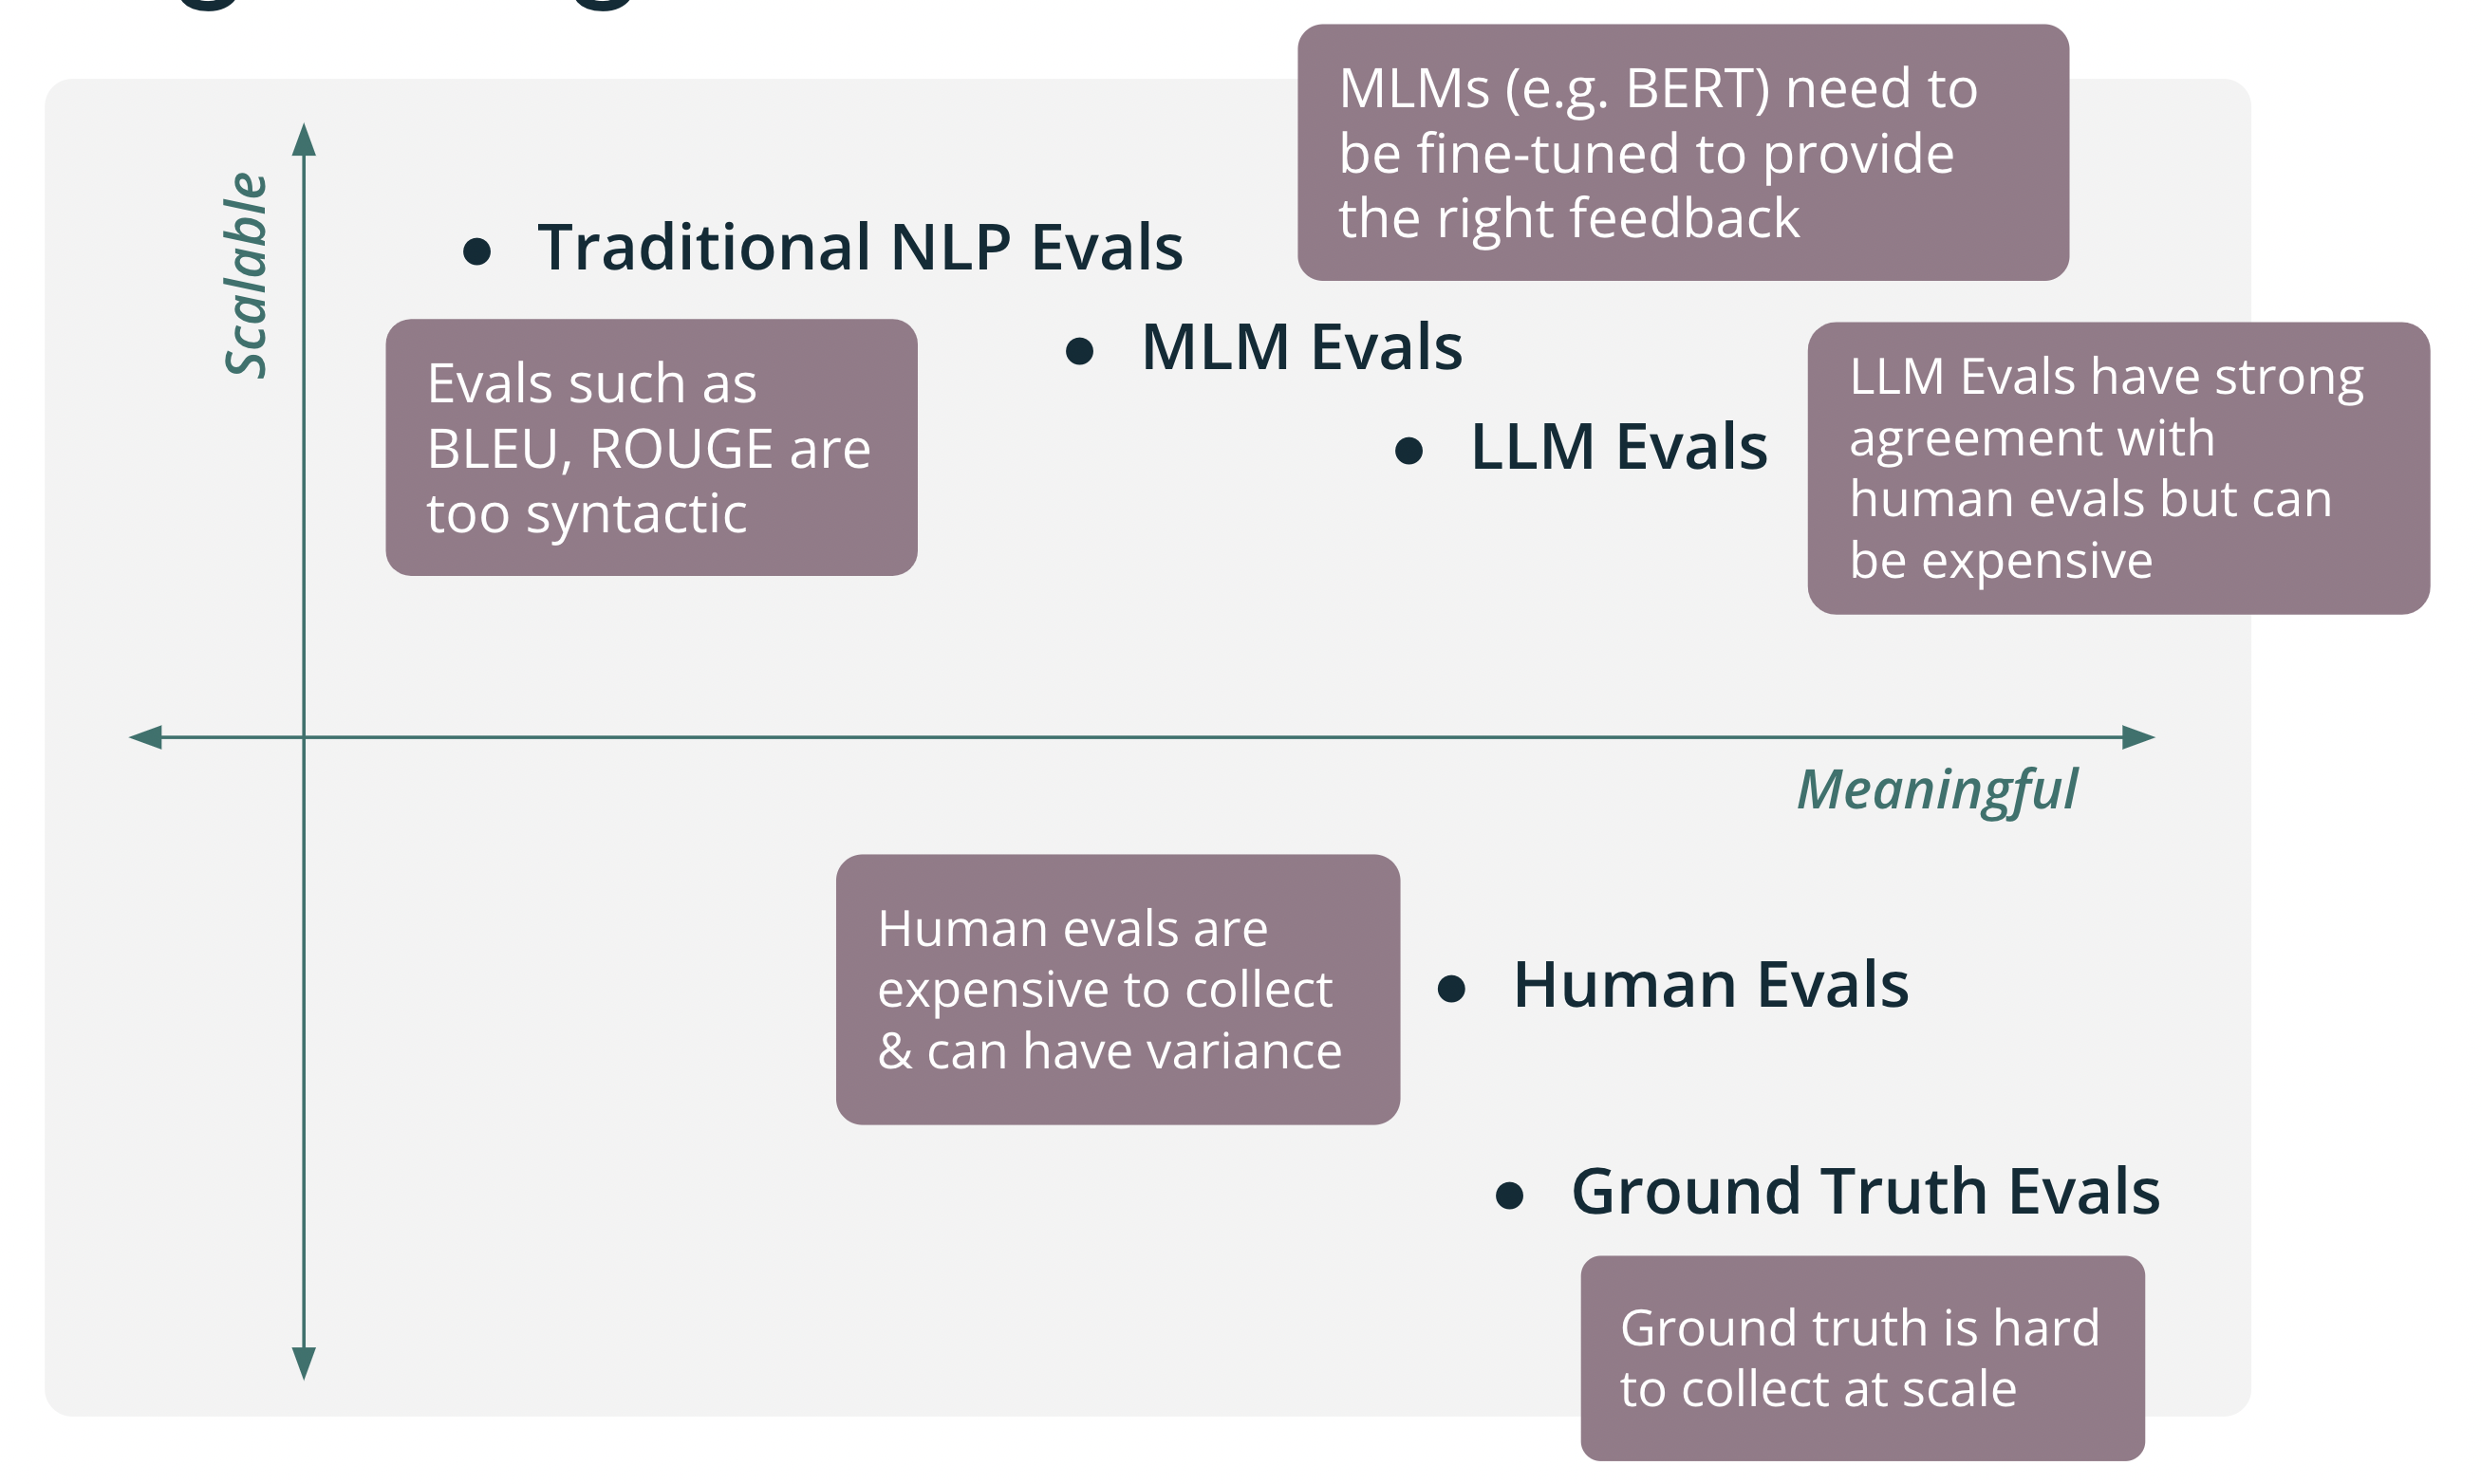 MLMs (e.g. BERT) need to
be fine-tuned to provide
the right feedback
Scalable
Traditional NLP Evals
MLM Evals
Evals such as
BLEU, ROUGE are
too syntactic
LLM Evals
LLM Evals have strong
agreement with
human evals but can
be expensive
Meaningful
Human evals are
expensive to collect
& can have variance
Human Evals
Ground Truth Evals
Ground truth is hard
to collect at scale